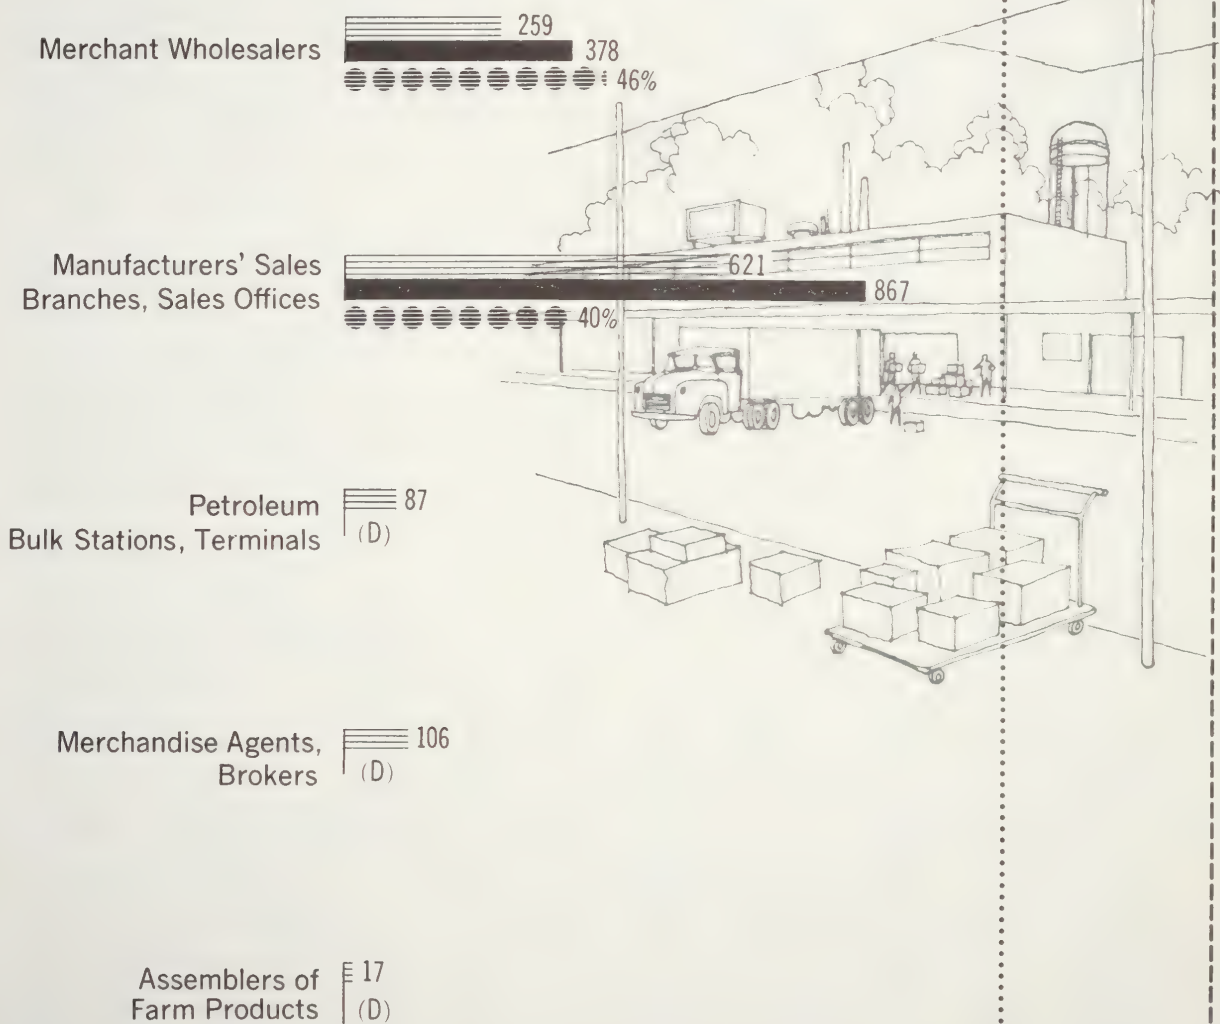 259
Merchant Wholesalers
378
46%
Manufacturers' Sales
621
Branches, Sales Offices
867
40%
Petroleum
87
Bulk Stations, Terminals
(D)
Merchandise Agents,
106
Brokers
(D)
Assemblers of
17
Farm Products
(D)